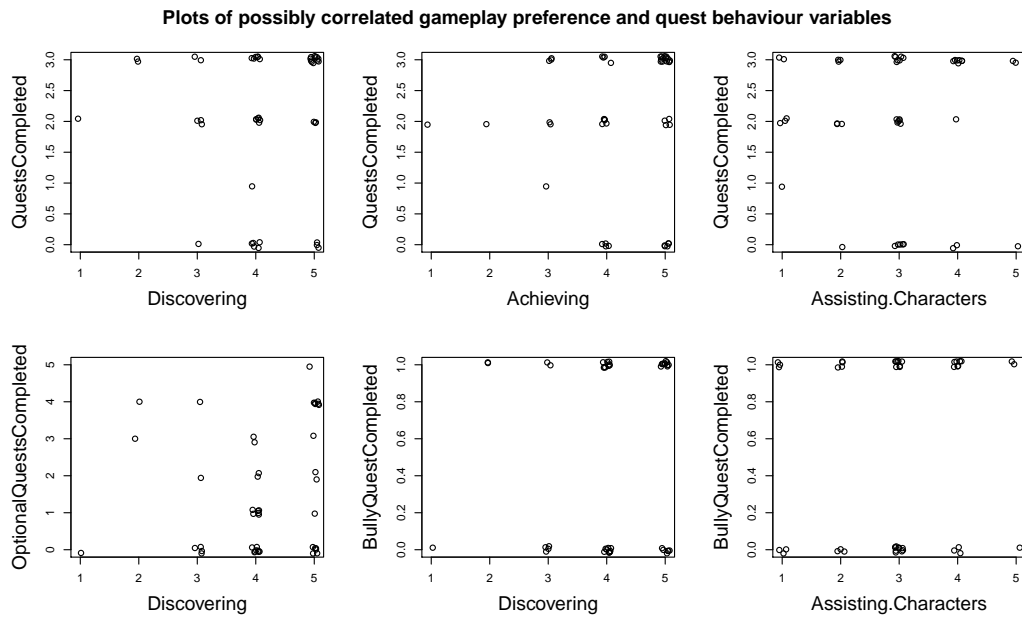 Plots of possibly correlated gameplay preference and quest behaviour variables
QuestsCompleted
0.0 0.5 1.0 1.5 2.0 2.5 3.0
1 2 3 4 5
Discovering
QuestsCompleted
0.0 0.5 1.0 1.5 2.0 2.5 3.0
1 2 3 4 5
Achieving
QuestsCompleted
0.0 0.5 1.0 1.5 2.0 2.5 3.0
1 2 3 4 5
Assisting.Characters
OptionalQuestsCompleted
0 1 2 3 4 5
1 2 3 4 5
Discovering
BullyQuestCompleted
0.0 0.2 0.4 0.6 0.8 1.0
1 2 3 4 5
Discovering
BullyQuestCompleted
0.0 0.2 0.4 0.6 0.8 1.0
1 2 3 4 5
Assisting.Characters